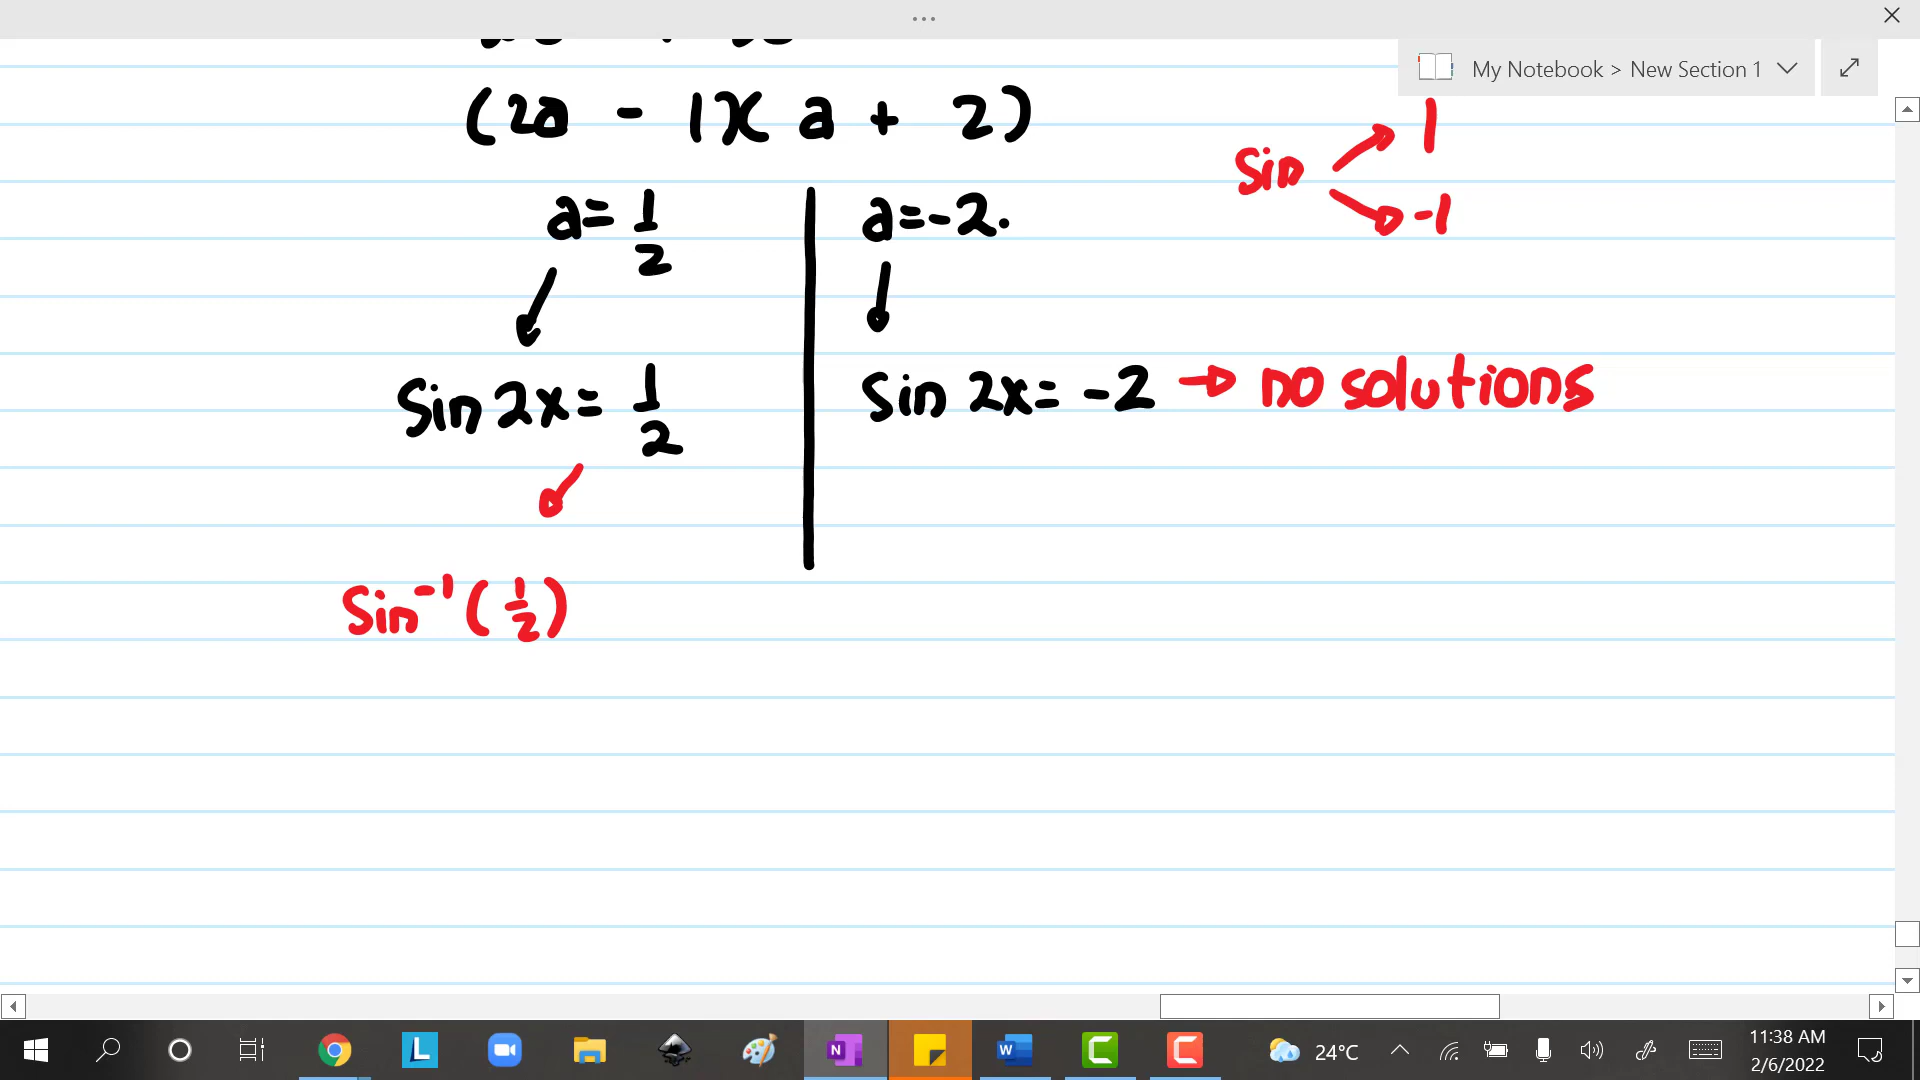 ...
My Notebook > New Section 1
(2a - 1)(a + 2)
sin → 1
→ -1
a = 1/2
a = -2.
sin 2x = 1/2
sin 2x = -2 → no solutions
sin⁻¹(1/2)
24°C
11:38 AM
2/6/2022